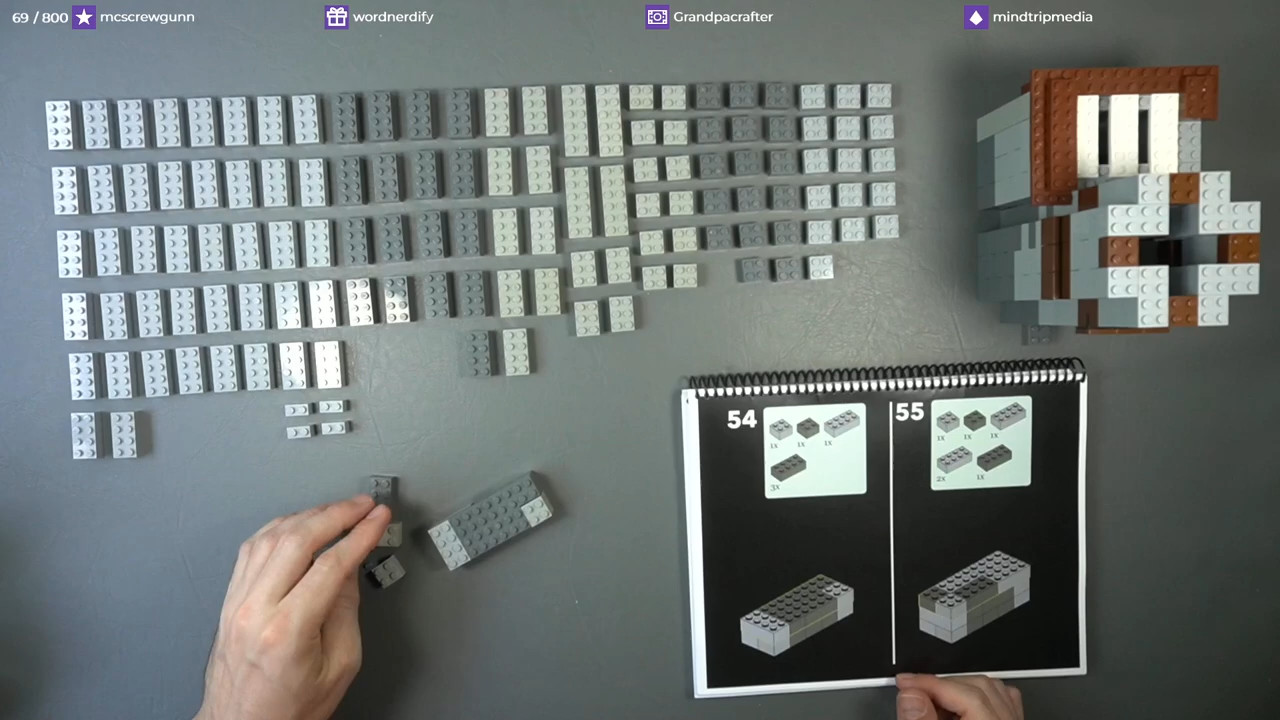 69 / 800
mcscrewgunn
wordnerdify
Grandpacrafter
mindtripmedia
54
1x 1x 1x
3x
55
1x 1x 1x
2x 1x